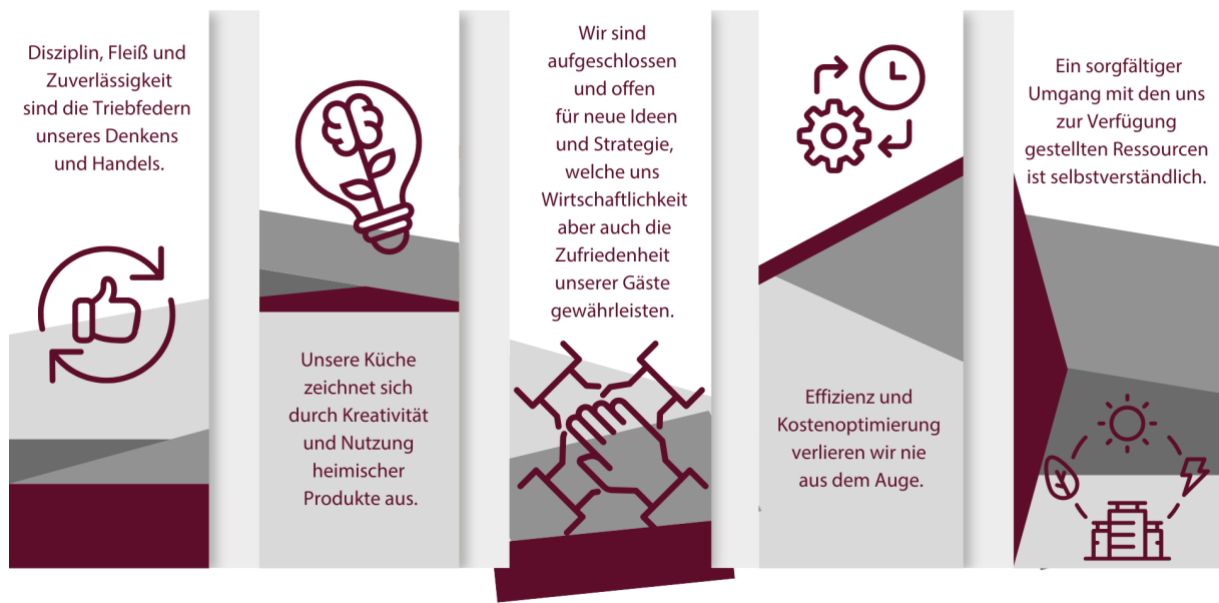 Disziplin, Fleiß und
Zuverlässigkeit
sind die Triebfedern
unseres Denkens
und Handels.
Unsere Küche
zeichnet sich
durch Kreativität
und Nutzung
heimischer
Produkte aus.
Wir sind
aufgeschlossen
und offen
für neue Ideen
und Strategie,
welche uns
Wirtschaftlichkeit
aber auch die
Zufriedenheit
unserer Gäste
gewährleisten.
Effizienz und
Kostenoptimierung
verlieren wir nie
aus dem Auge.
Ein sorgfältiger
Umgang mit den uns
zur Verfügung
gestellten Ressourcen
ist selbstverständlich.